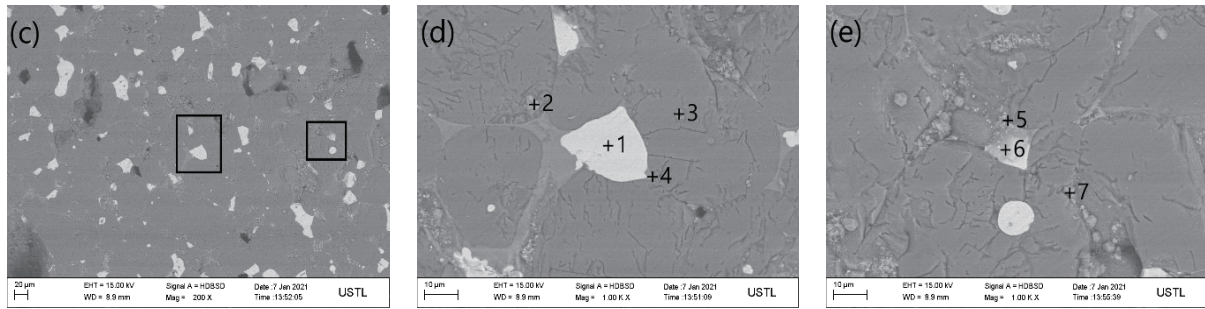 (c)
20 μm
EHT = 15.00 kV
WD = 8.9 mm
Signal A = HDBSD
Mag = 200 X
Date :7 Jan 2021
Time :13:52:05
USTL
(d)
+2
+3
+1
+4
10 μm
EHT = 15.00 kV
WD = 8.9 mm
Signal A = HDBSD
Mag = 1.00 K X
Date :7 Jan 2021
Time :13:51:09
USTL
(e)
+5
+6
+7
10 μm
EHT = 15.00 kV
WD = 9.9 mm
Signal A = HDBSD
Mag = 1.00 K X
Date :7 Jan 2021
Time :13:55:39
USTL